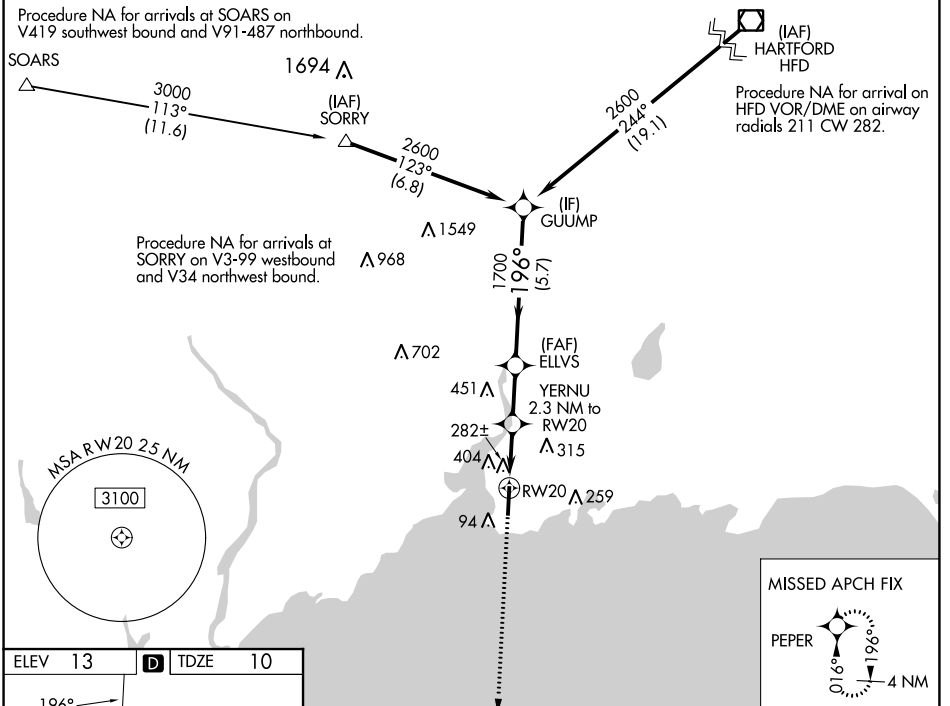 Procedure NA for arrivals at SOARS on
V419 southwest bound and V91-487 northbound.
SOARS
1694
(IAF)
HARTFORD
HFD
Procedure NA for arrival on
HFD VOR/DME on airway
radials 211 CW 282.
3000
113°
(11.6)
(IAF)
SORRY
2600
244°
(19.1)
2600
123°
(6.8)
(IF)
GUUMP
1549
968
Procedure NA for arrivals at
SORRY on V3-99 westbound
and V34 northwest bound.
1700
196°
(5.7)
702
(FAF)
ELLVS
451
YERNU
2.3 NM to
RW20
282±
404
315
MSA RW20 25 NM
3100
RW20
259
94
MISSED APCH FIX
PEPER
016°
196°
4 NM
ELEV 13 D TDZE 10
196°